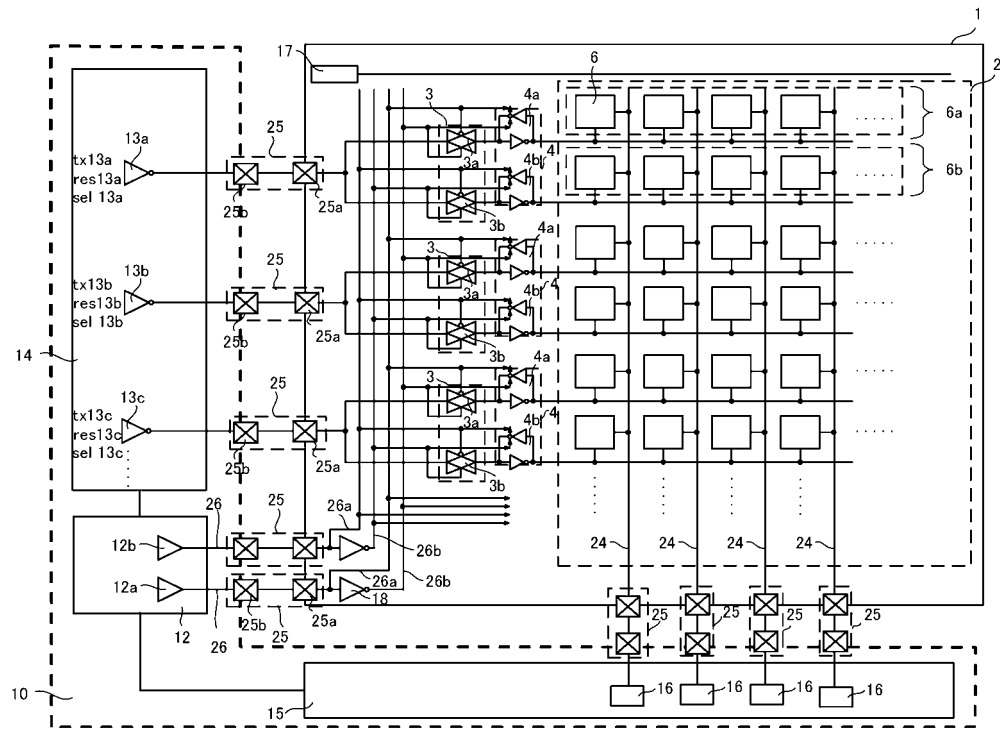 1
17
2
6
3
4a
6a
13a
25
3a
4b
4
6b
tx13a
res13a
sel 13a
25b
25a
3b
3
4a
13b
25
3a
tx13b
res13b
sel 13b
4b
4
25b
25a
3b
14
4a
3
25
tx13c
13c
res13c
sel 13c
3a
4b
4
25b
25a
3b
26
25
26a
12b
26b
24
24
24
24
12a
26a
26b
18
12
26
25b
25
25a
25
25
25
25
10
15
16
16
16
16